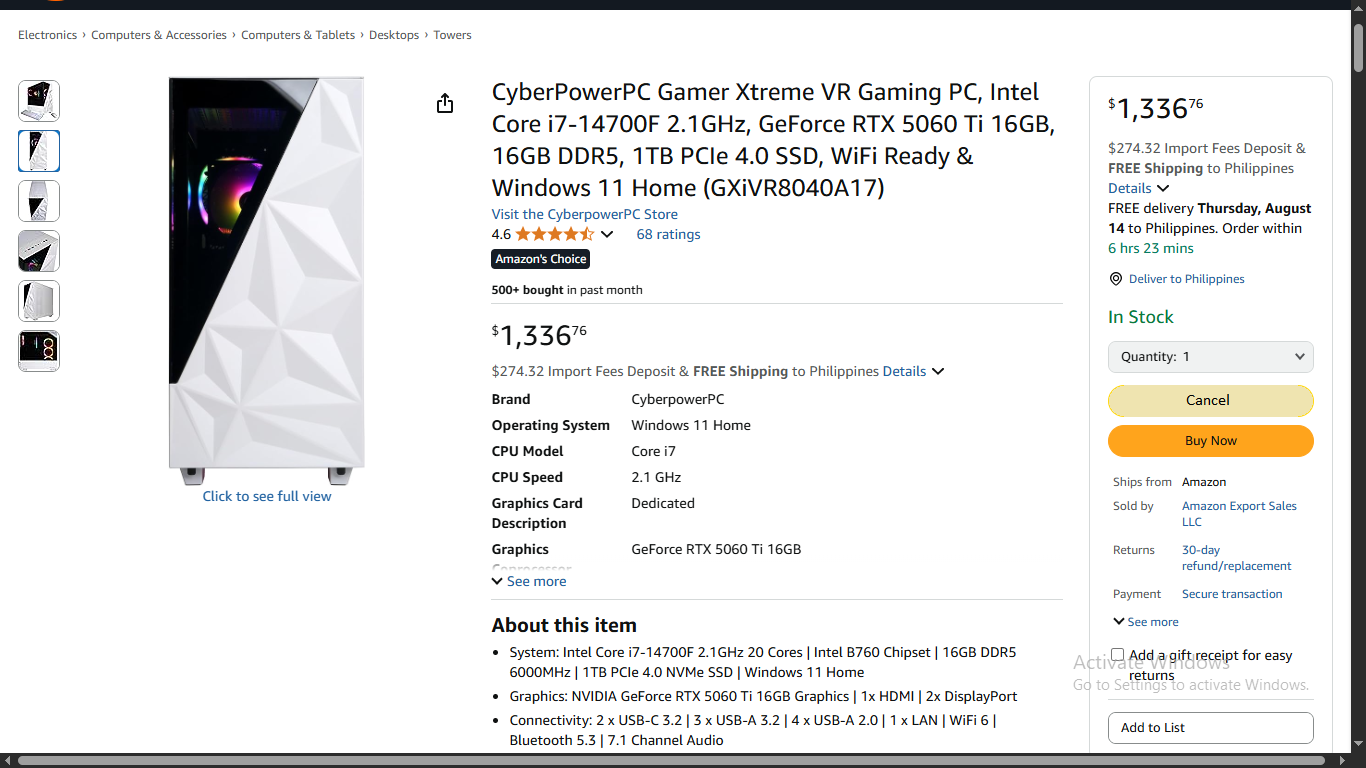 Electronics › Computers & Accessories › Computers & Tablets › Desktops › Towers
CyberPowerPC Gamer Xtreme VR Gaming PC, Intel
Core i7-14700F 2.1GHz, GeForce RTX 5060 Ti 16GB,
16GB DDR5, 1TB PCIe 4.0 SSD, WiFi Ready &
Windows 11 Home (GXiVR8040A17)
Visit the CyberpowerPC Store
4.6 68 ratings
Amazon's Choice
500+ bought in past month
$1,336 76
$274.32 Import Fees Deposit & FREE Shipping to Philippines Details
Brand CyberpowerPC
Operating System Windows 11 Home
CPU Model Core i7
CPU Speed 2.1 GHz
Graphics Card Dedicated
Description
Graphics GeForce RTX 5060 Ti 16GB
Coprocessor
See more
About this item
• System: Intel Core i7-14700F 2.1GHz 20 Cores | Intel B760 Chipset | 16GB DDR5
6000MHz | 1TB PCIe 4.0 NVMe SSD | Windows 11 Home
• Graphics: NVIDIA GeForce RTX 5060 Ti 16GB Graphics | 1x HDMI | 2x DisplayPort
• Connectivity: 2 x USB-C 3.2 | 3 x USB-A 3.2 | 4 x USB-A 2.0 | 1 x LAN | WiFi 6 |
Bluetooth 5.3 | 7.1 Channel Audio
Click to see full view
$1,336 76
$274.32 Import Fees Deposit &
FREE Shipping to Philippines
Details
FREE delivery Thursday, August
14 to Philippines. Order within
6 hrs 23 mins
Deliver to Philippines
In Stock
Quantity: 1
Cancel
Buy Now
Ships from Amazon
Sold by Amazon Export Sales
LLC
Returns 30-day
refund/replacement
Payment Secure transaction
See more
Add a gift receipt for easy
returns
Activate Windows
Go to Settings to activate Windows.
Add to List